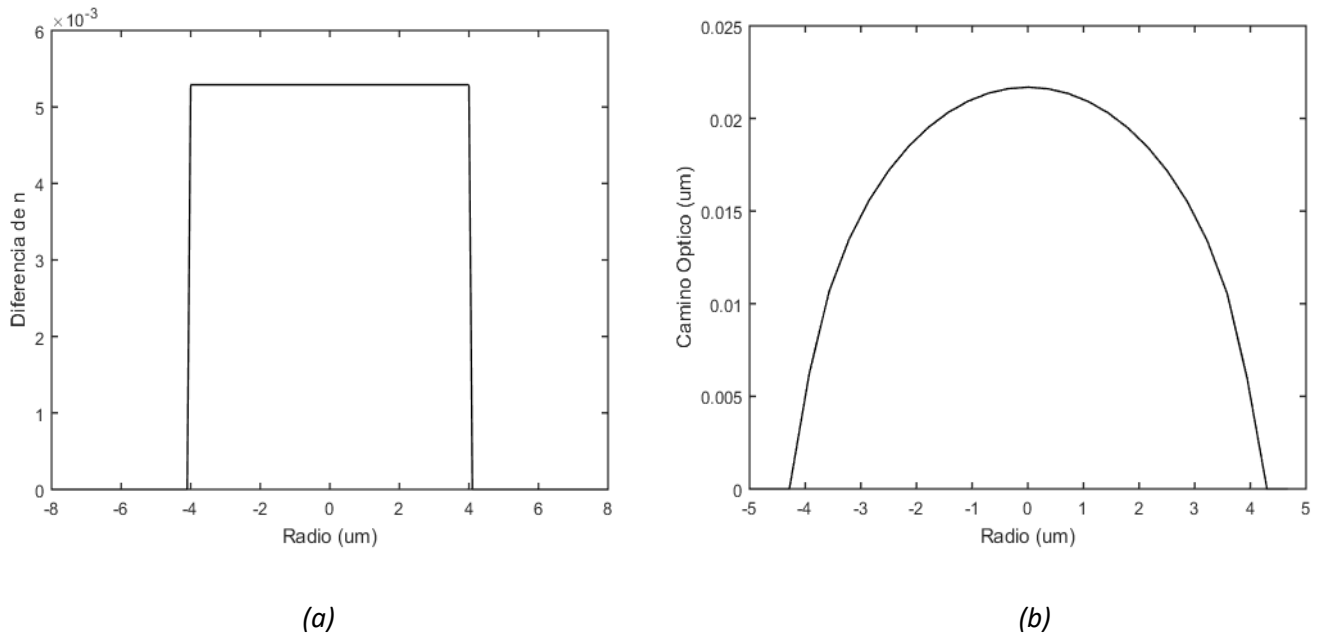 ×10⁻³
6
5
4
3
2
1
0
Diferencia de n
-8 -6 -4 -2 0 2 4 6 8
Radio (um)
(a)
0.025
0.02
0.015
0.01
0.005
0
Camino Optico (um)
-5 -4 -3 -2 -1 0 1 2 3 4 5
Radio (um)
(b)